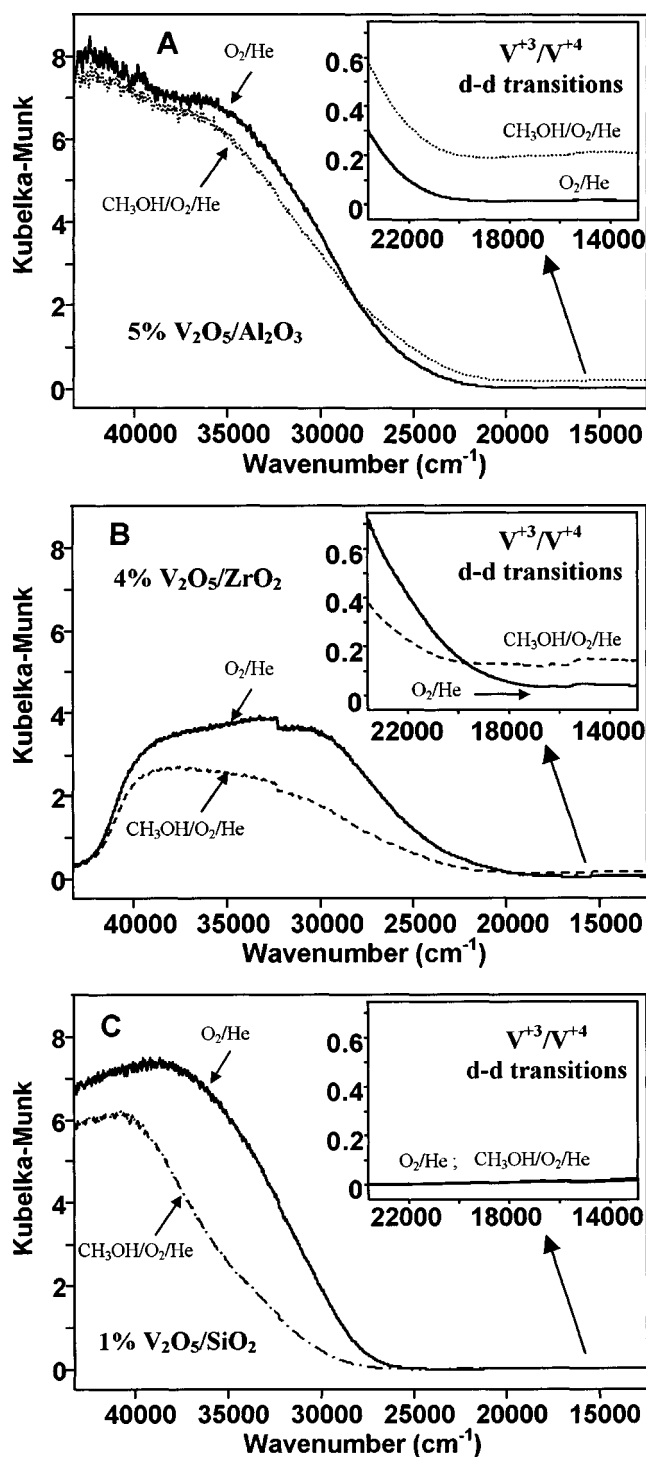 A
Kubelka-Munk
8
6
4
2
0
O2/He
CH3OH/O2/He
5% V2O5/Al2O3
V+3/V+4
d-d transitions
0.6
0.4
0.2
0
CH3OH/O2/He
O2/He
22000 18000 14000
40000 35000 30000 25000 20000 15000
Wavenumber (cm-1)
B
Kubelka-Munk
8
6
4
2
0
4% V2O5/ZrO2
O2/He
CH3OH/O2/He
V+3/V+4
d-d transitions
0.6
0.4
0.2
0
CH3OH/O2/He
O2/He
22000 18000 14000
40000 35000 30000 25000 20000 15000
Wavenumber (cm-1)
C
Kubelka-Munk
8
6
4
2
0
O2/He
CH3OH/O2/He
1% V2O5/SiO2
V+3/V+4
d-d transitions
0.6
0.4
0.2
0
O2/He ; CH3OH/O2/He
22000 18000 14000
40000 35000 30000 25000 20000 15000
Wavenumber (cm-1)